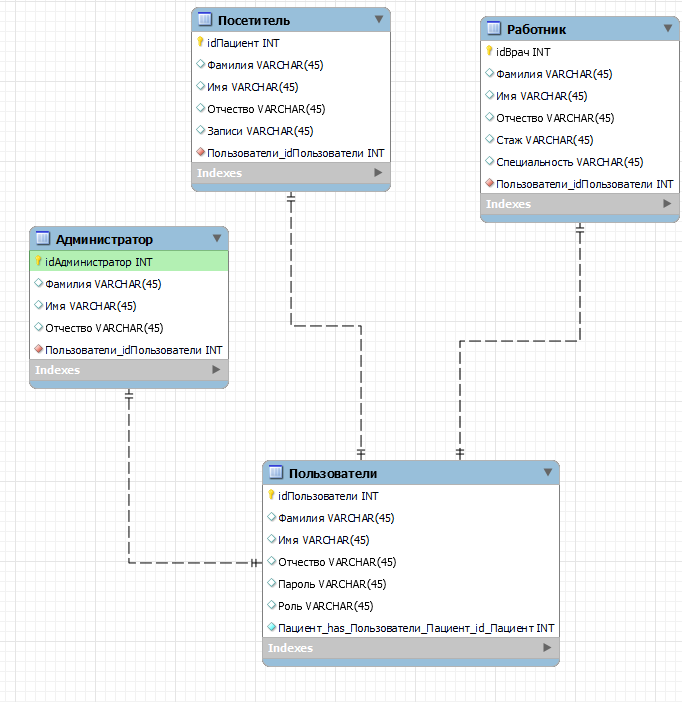 Посетитель
idПациент INT
Фамилия VARCHAR(45)
Имя VARCHAR(45)
Отчество VARCHAR(45)
Записи VARCHAR(45)
Пользователи_idПользователи INT
Indexes
Работник
idВрач INT
Фамилия VARCHAR(45)
Имя VARCHAR(45)
Отчество VARCHAR(45)
Стаж VARCHAR(45)
Специальность VARCHAR(45)
Пользователи_idПользователи INT
Indexes
Администратор
idАдминистратор INT
Фамилия VARCHAR(45)
Имя VARCHAR(45)
Отчество VARCHAR(45)
Пользователи_idПользователи INT
Indexes
Пользователи
idПользователи INT
Фамилия VARCHAR(45)
Имя VARCHAR(45)
Отчество VARCHAR(45)
Пароль VARCHAR(45)
Роль VARCHAR(45)
Пациент_has_Пользователи_Пациент_id_Пациент INT
Indexes